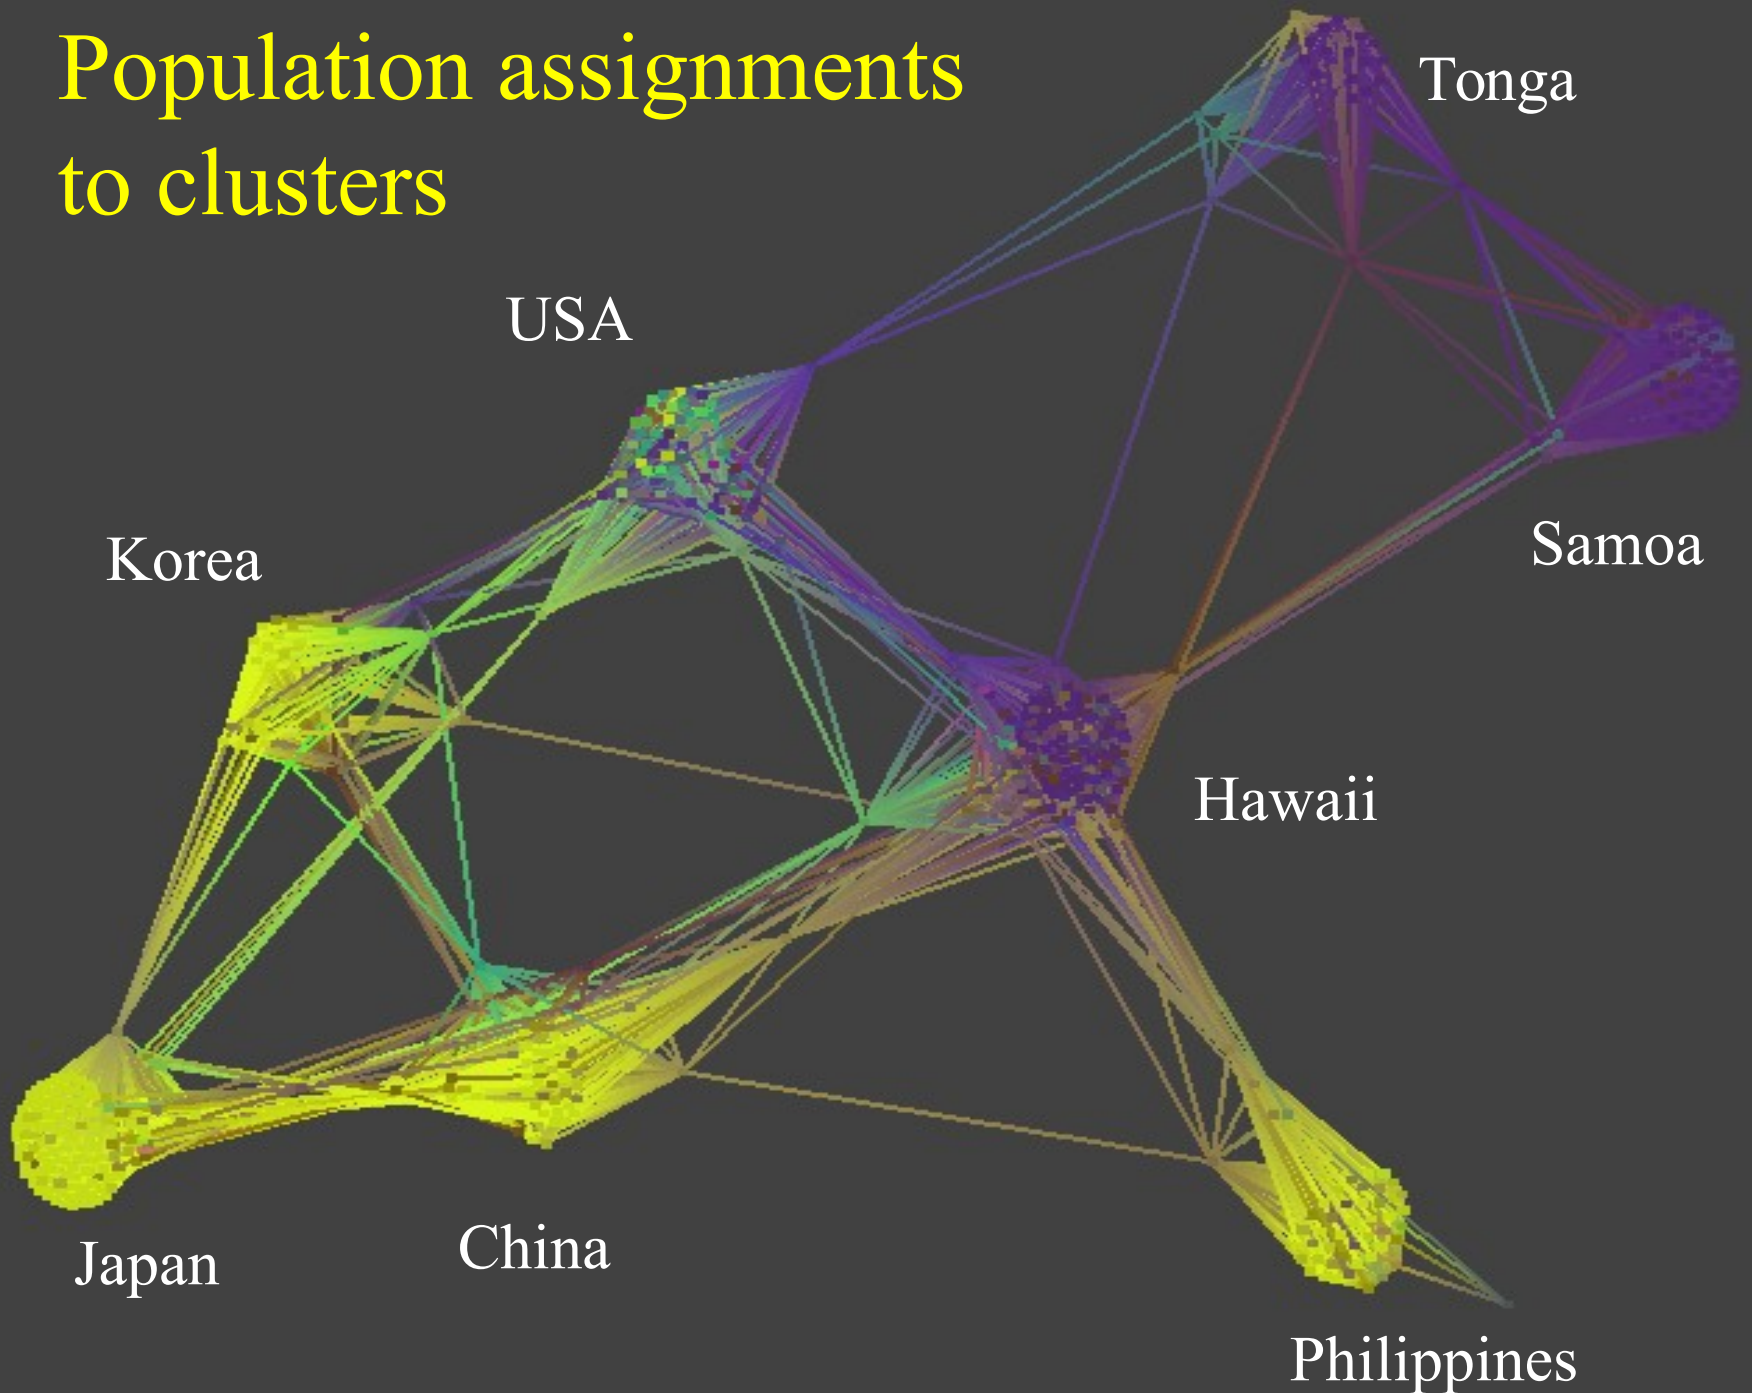 Population assignments
to clusters
Tonga
USA
Korea
Samoa
Hawaii
China
Japan
Philippines